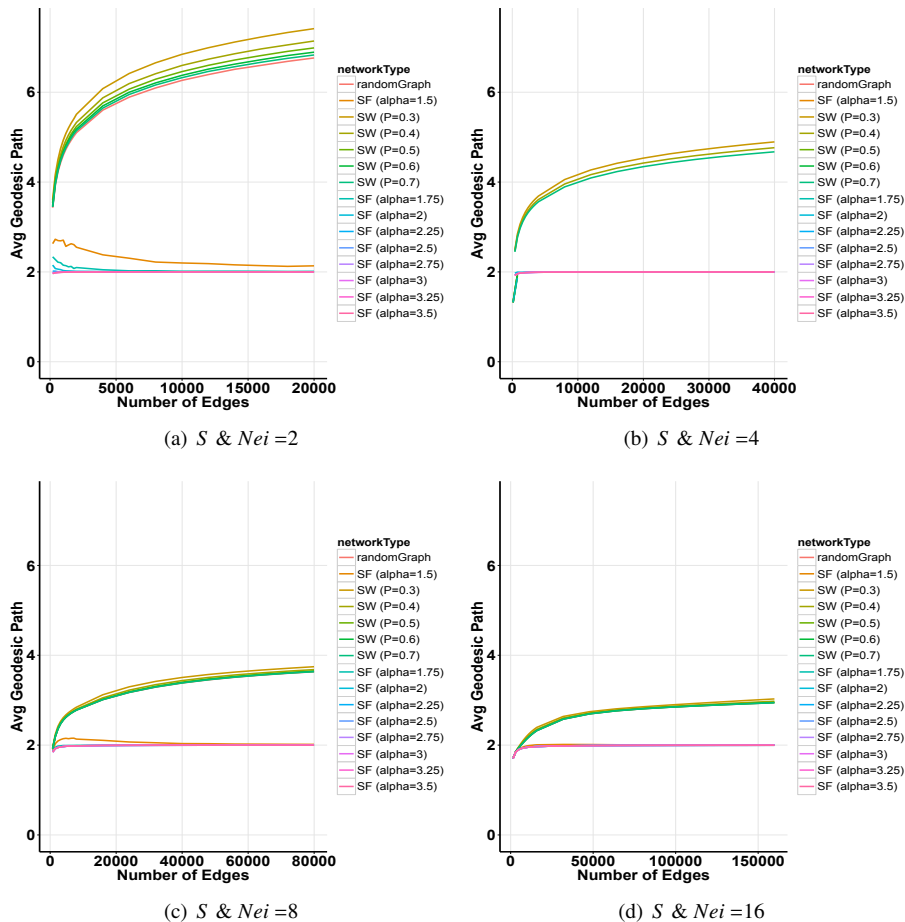 Avg Geodesic Path
6
4
2
0
0 5000 10000 15000 20000
Number of Edges
networkType
randomGraph
SF (alpha=1.5)
SW (P=0.3)
SW (P=0.4)
SW (P=0.5)
SW (P=0.6)
SW (P=0.7)
SF (alpha=1.75)
SF (alpha=2)
SF (alpha=2.25)
SF (alpha=2.5)
SF (alpha=2.75)
SF (alpha=3)
SF (alpha=3.25)
SF (alpha=3.5)
(a) S & Nei =2
Avg Geodesic Path
6
4
2
0
0 10000 20000 30000 40000
Number of Edges
networkType
randomGraph
SF (alpha=1.5)
SW (P=0.3)
SW (P=0.4)
SW (P=0.5)
SW (P=0.6)
SW (P=0.7)
SF (alpha=1.75)
SF (alpha=2)
SF (alpha=2.25)
SF (alpha=2.5)
SF (alpha=2.75)
SF (alpha=3)
SF (alpha=3.25)
SF (alpha=3.5)
(b) S & Nei =4
Avg Geodesic Path
6
4
2
0
0 20000 40000 60000 80000
Number of Edges
networkType
randomGraph
SF (alpha=1.5)
SW (P=0.3)
SW (P=0.4)
SW (P=0.5)
SW (P=0.6)
SW (P=0.7)
SF (alpha=1.75)
SF (alpha=2)
SF (alpha=2.25)
SF (alpha=2.5)
SF (alpha=2.75)
SF (alpha=3)
SF (alpha=3.25)
SF (alpha=3.5)
(c) S & Nei =8
Avg Geodesic Path
6
4
2
0
0 50000 100000 150000
Number of Edges
networkType
randomGraph
SF (alpha=1.5)
SW (P=0.3)
SW (P=0.4)
SW (P=0.5)
SW (P=0.6)
SW (P=0.7)
SF (alpha=1.75)
SF (alpha=2)
SF (alpha=2.25)
SF (alpha=2.5)
SF (alpha=2.75)
SF (alpha=3)
SF (alpha=3.25)
SF (alpha=3.5)
(d) S & Nei =16